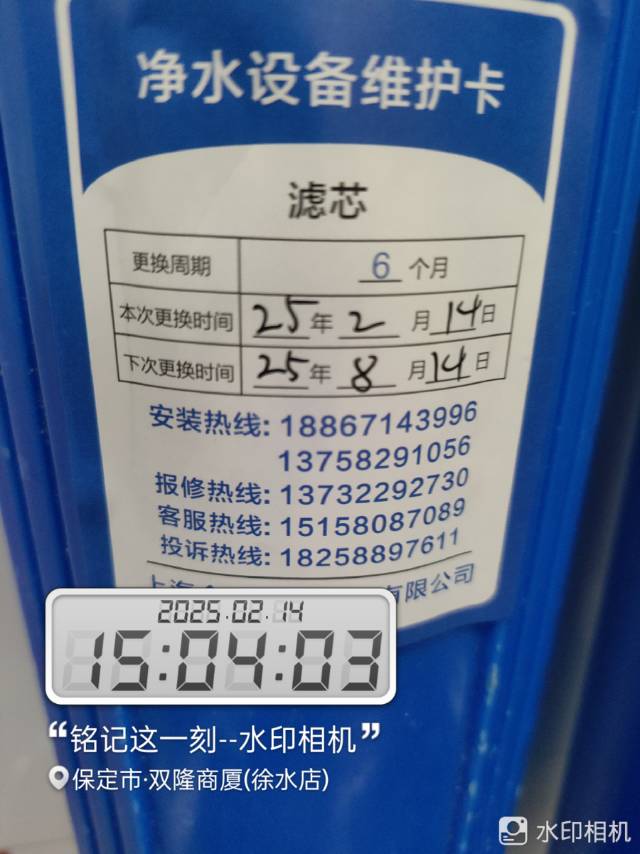 净水设备维护卡
滤芯
更换周期 6 个月
本次更换时间 25年 2 月 14日
下次更换时间 25年 8 月 14日
安装热线: 18867143996
13758291056
报修热线: 13732292730
客服热线: 15158087089
投诉热线: 18258897611
上海 有限公司
2025.02.14
15:04:03
“铭记这一刻--水印相机”
保定市·双隆商厦(徐水店)
水印相机